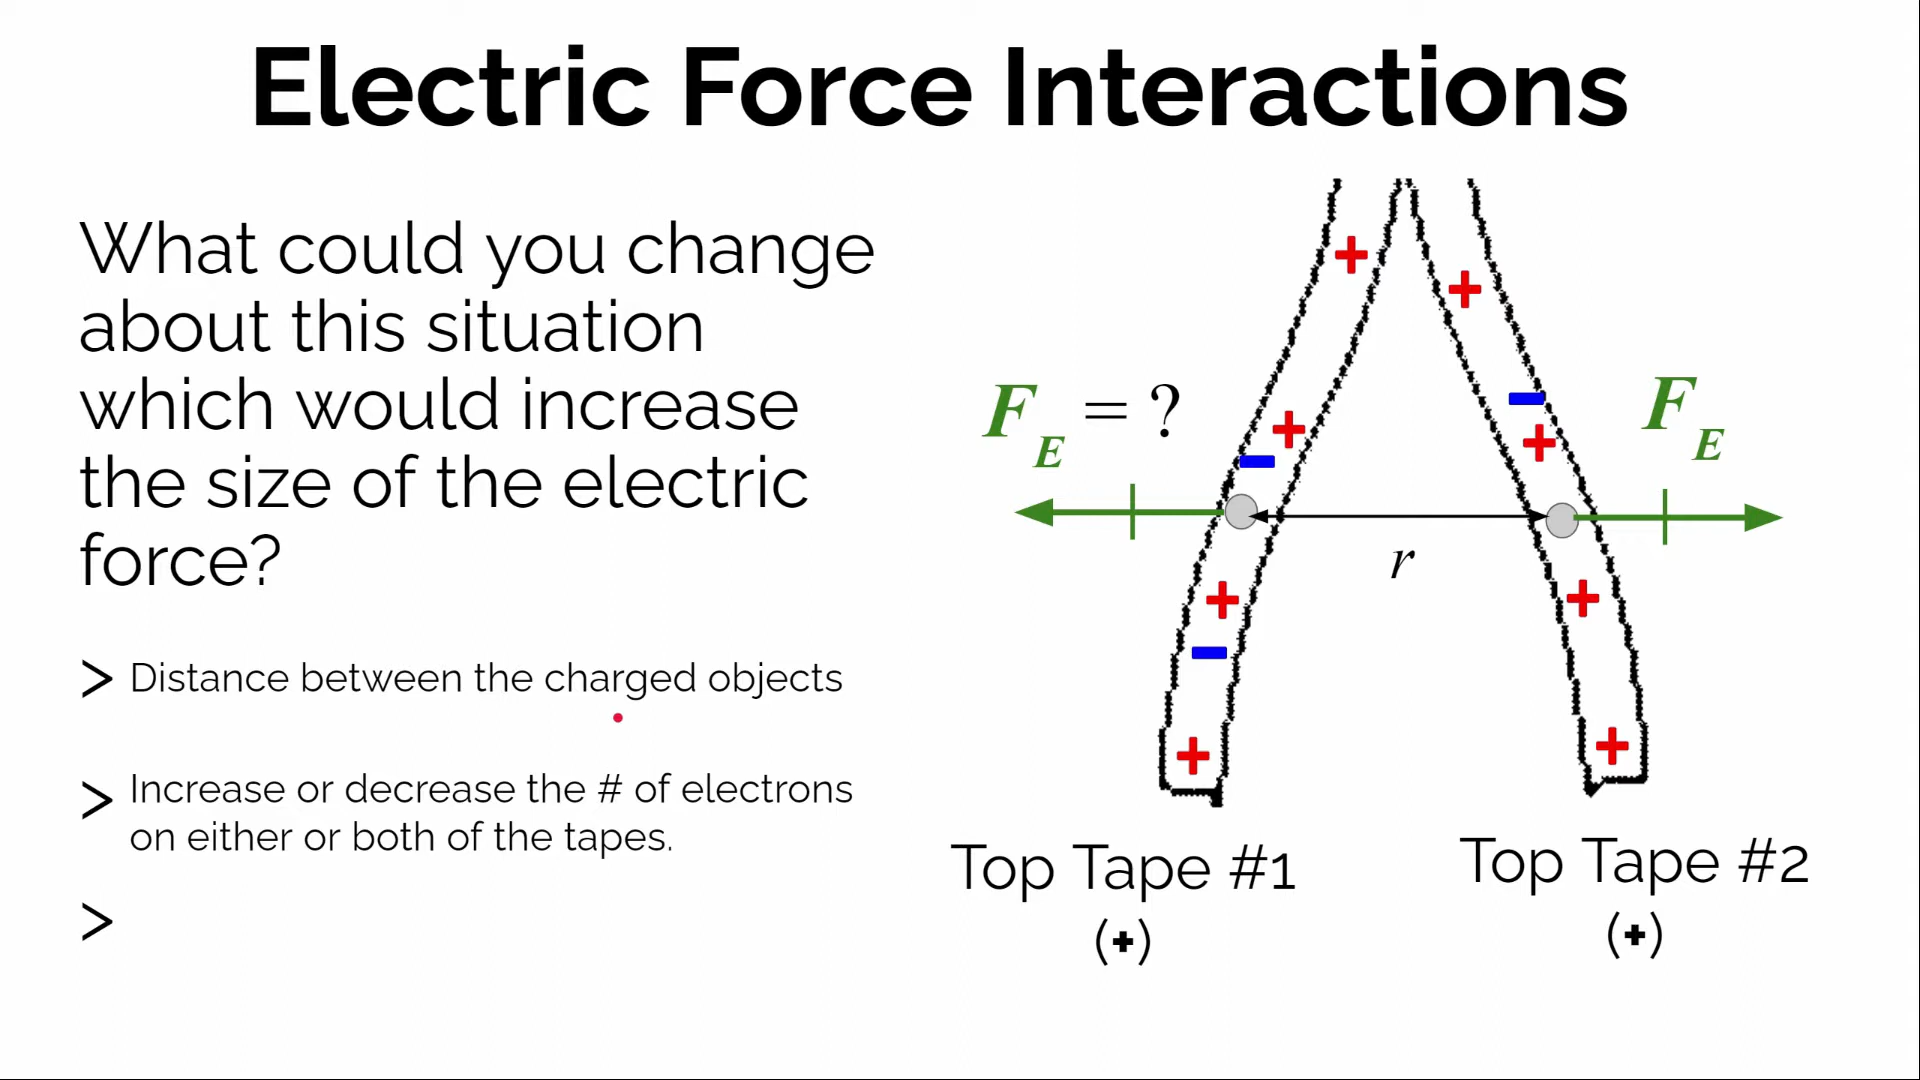 Electric Force Interactions
What could you change
about this situation
which would increase
the size of the electric
force?
> Distance between the charged objects
> Increase or decrease the # of electrons
on either or both of the tapes.
>
+ +
F_E = ?
F_E
+ − − +
r
+ − +
+ +
Top Tape #1
(+)
Top Tape #2
(+)